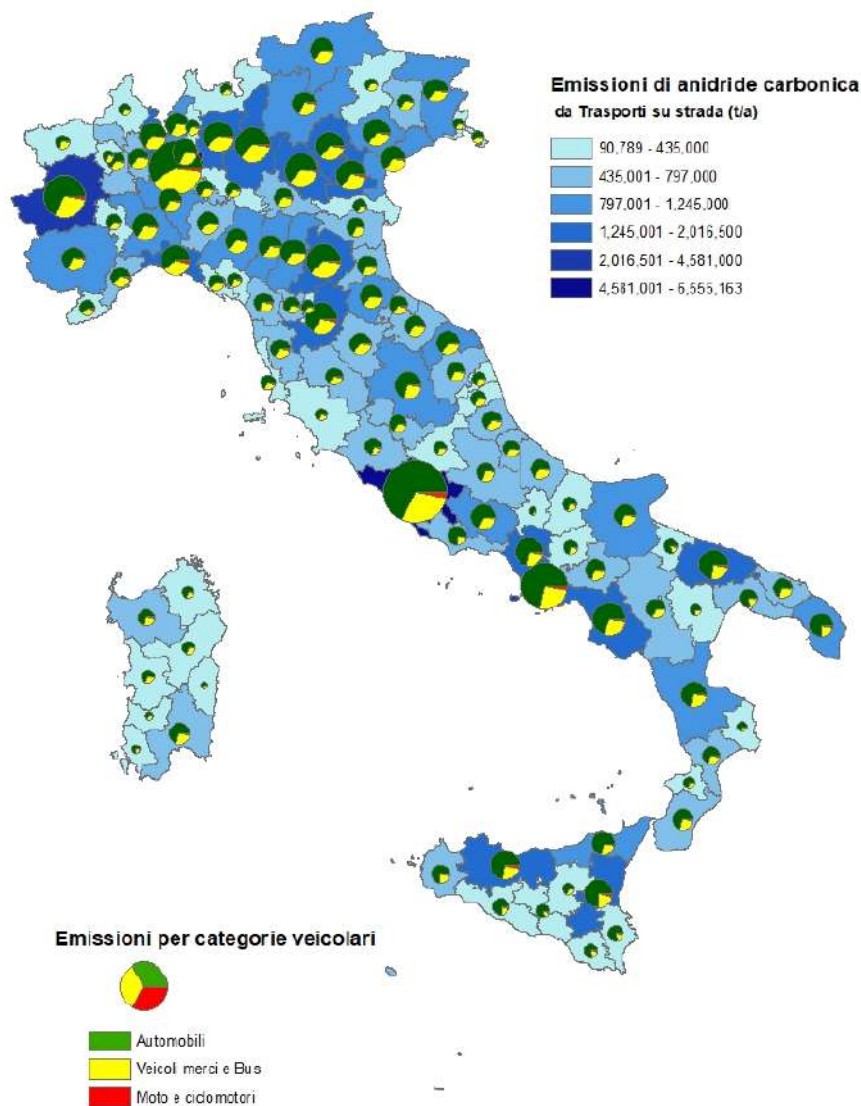 Emissioni di anidride carbonica
da Trasporti su strada (t/a)
90,789 - 435,000
435,001 - 797,000
797,001 - 1,245,000
1,245,001 - 2,016,500
2,016,501 - 4,581,000
4,581,001 - 6,555,163
Emissioni per categorie veicolari
Automobili
Veicoli merci e Bus
Moto e ciclomotori